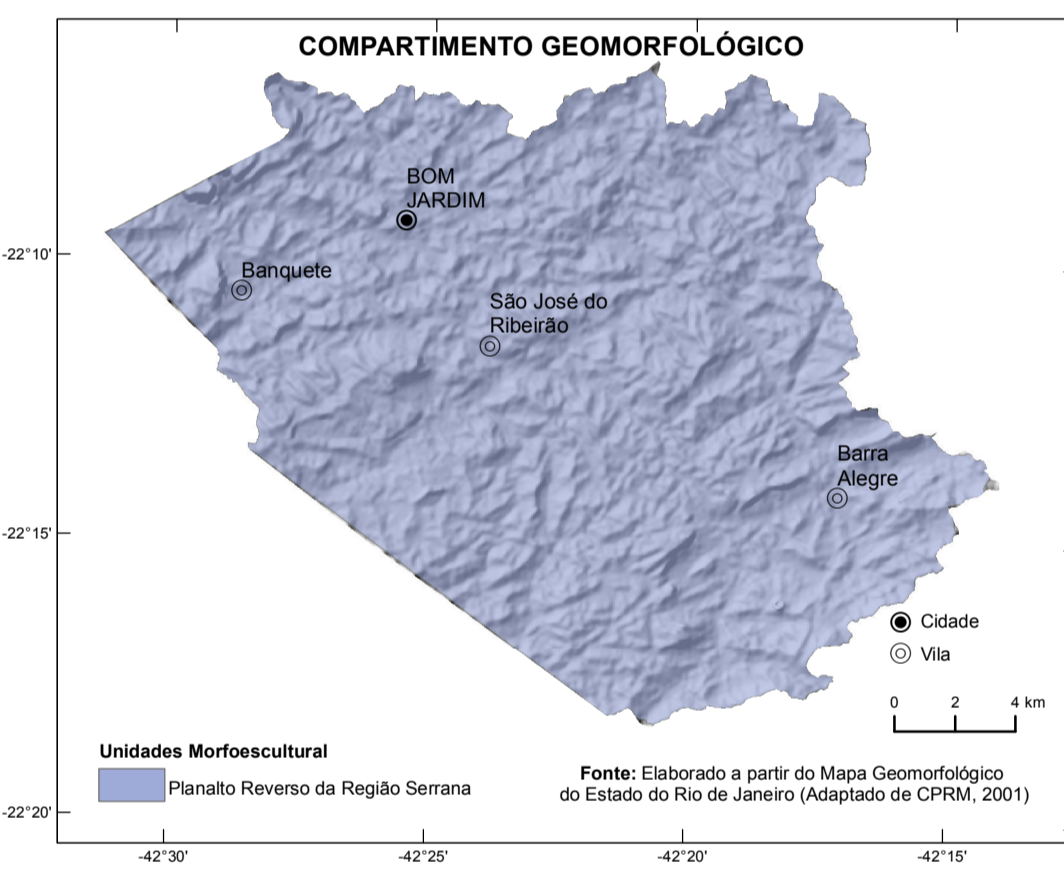 COMPARTIMENTO GEOMORFOLÓGICO
BOM
JARDIM
-22°10'
Banquete
São José do
Ribeirão
Barra
Alegre
-22°15'
Cidade
Vila
0 2 4 km
Unidades Morfoescultural
Planalto Reverso da Região Serrana
Fonte: Elaborado a partir do Mapa Geomorfológico
do Estado do Rio de Janeiro (Adaptado de CPRM, 2001)
-22°20'
-42°30' -42°25' -42°20' -42°15'